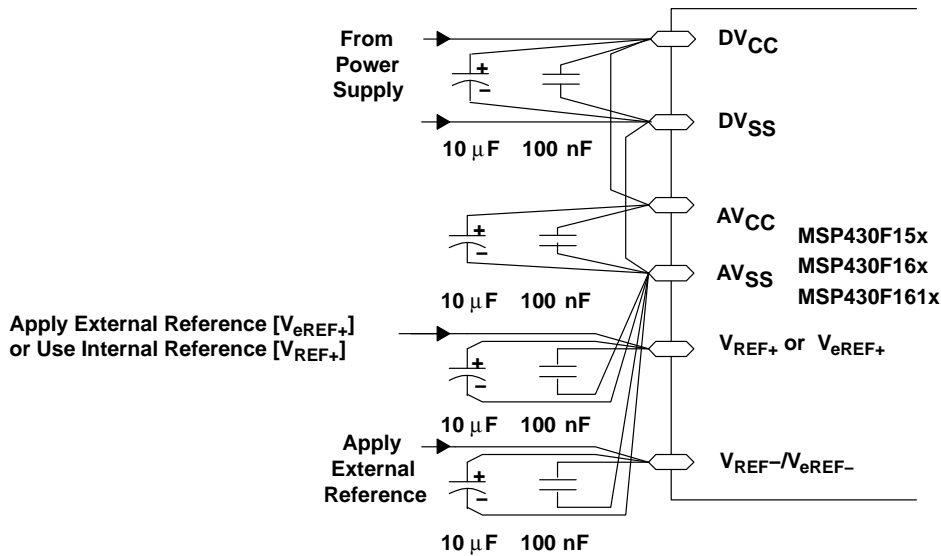 From
Power
Supply
+
−
10 μF 100 nF
DVCC
DVSS
+
−
10 μF 100 nF
AVCC
AVSS
MSP430F15x
MSP430F16x
MSP430F161x
Apply External Reference [VeREF+]
or Use Internal Reference [VREF+]
+
−
10 μF 100 nF
VREF+ or VeREF+
Apply
External
Reference
+
−
10 μF 100 nF
VREF−/VeREF−